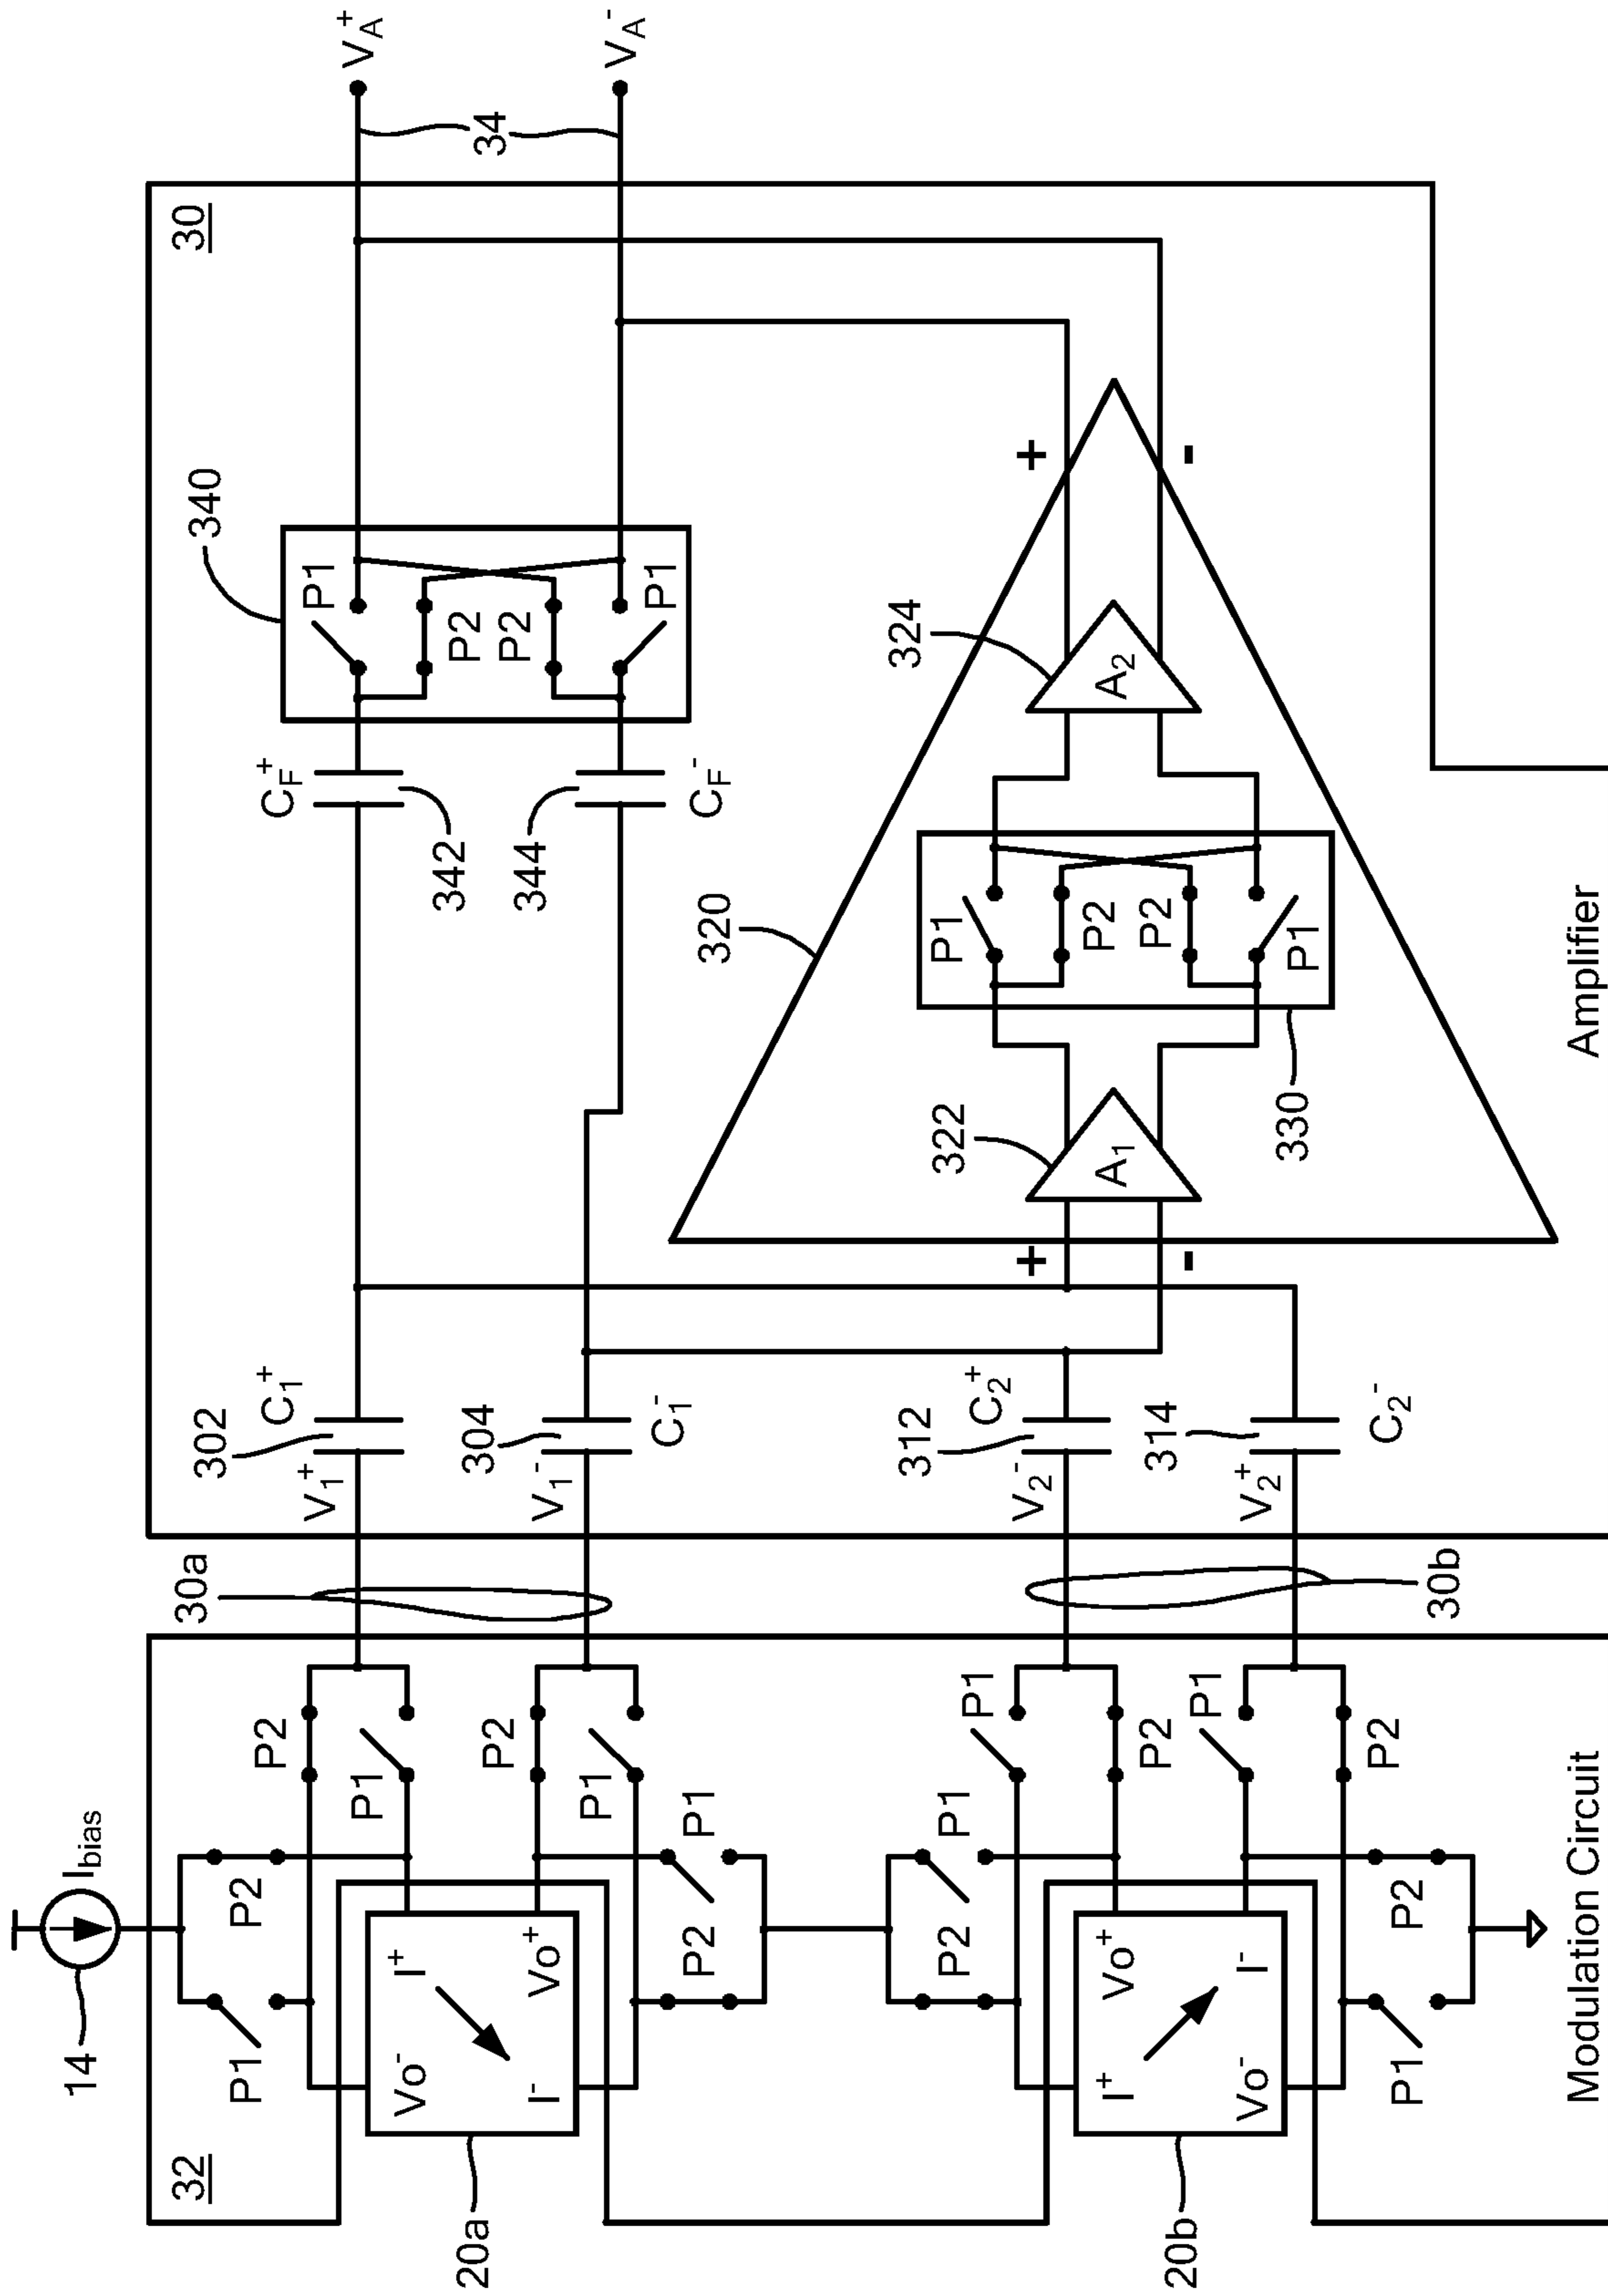 14
I_bias
32
P1
P2
P2
P1
20a
Vo^-
I^+
I^-
Vo^+
P2
P1
P2
P1
P2
P1
20b
I^+
Vo^+
Vo^-
I^-
P1
P2
P1
P2
P1
P2
Modulation Circuit
30a
30b
30
V_1^+
302
C_1^+
V_1^-
304
C_1^-
V_2^-
312
C_2^+
V_2^+
314
C_2^-
C_F^+
342
344
C_F^-
340
P1
P2
P2
P1
320
+
-
322
A_1
330
P1
P2
P2
P1
324
A_2
+
-
34
V_A^+
V_A^-
Amplifier